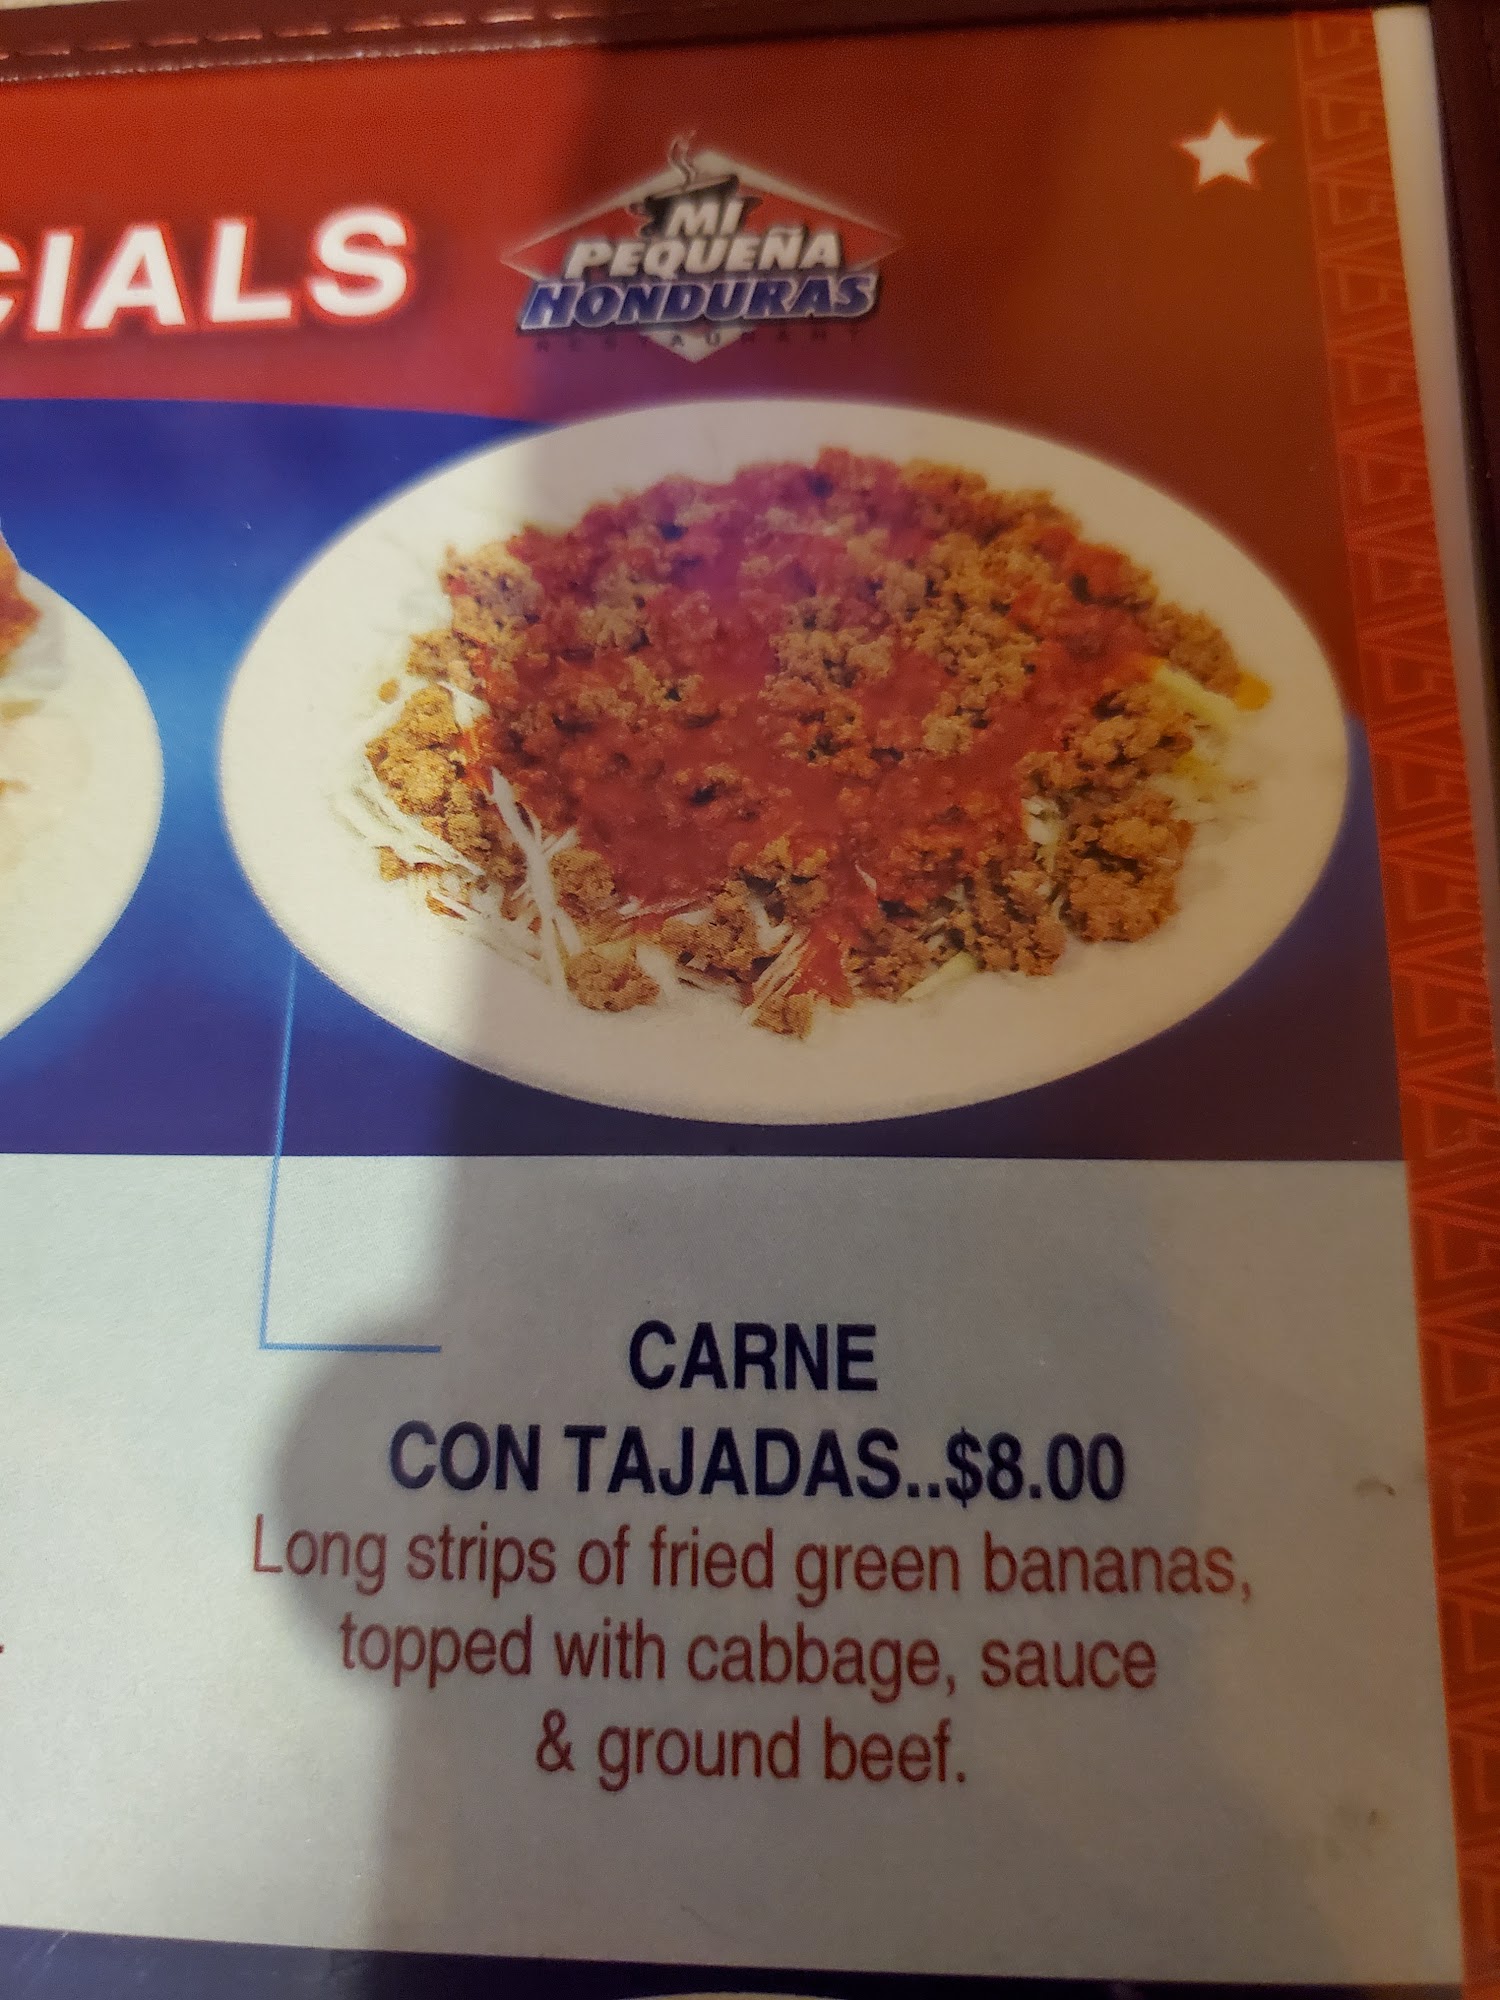 CIALS
MI
PEQUEÑA
HONDURAS
RESTAURANT
CARNE
CON TAJADAS..$8.00
Long strips of fried green bananas,
topped with cabbage, sauce
& ground beef.